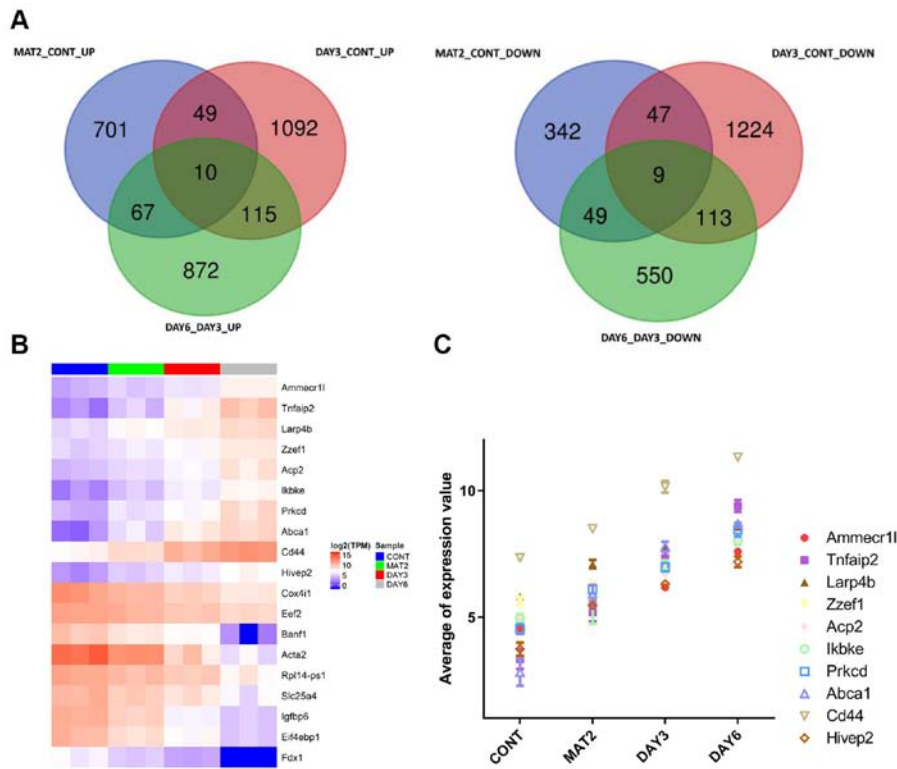 A
MAT2_CONT_UP
DAY3_CONT_UP
701
49
1092
10
67
115
872
DAY6_DAY3_UP
MAT2_CONT_DOWN
DAY3_CONT_DOWN
342
47
1224
9
49
113
550
DAY6_DAY3_DOWN
B
Ammecr1l
Tnfaip2
Larp4b
Zzef1
Acp2
Ikbke
Prkcd
Abca1
Cd44
Hivep2
Cox4i1
Eef2
Banf1
Acta2
Rpl14-ps1
Slc25a4
Igfbp6
Eif4ebp1
Fdx1
log2(TPM)
15
10
5
0
Sample
CONT
MAT2
DAY3
DAY6
C
Average of expression value
10
5
CONT
MAT2
DAY3
DAY6
Ammecr1l
Tnfaip2
Larp4b
Zzef1
Acp2
Ikbke
Prkcd
Abca1
Cd44
Hivep2